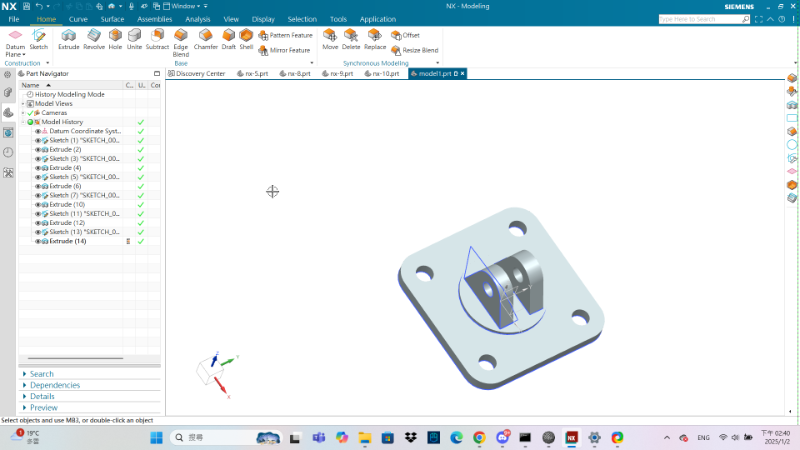 NX
Window
NX - Modeling
SIEMENS
File Home Curve Surface Assemblies Analysis View Display Selection Tools Application
Type here to Search
Datum Plane Sketch
Extrude Revolve Hole Unite Subtract Edge Blend Chamfer Draft Shell
Pattern Feature
Mirror Feature
Move Delete Replace
Offset
Resize Blend
Construction Base Synchronous Modeling
Part Navigator
Discovery Center nx-5.prt nx-8.prt nx-9.prt nx-10.prt model1.prt
Name C... U... Cor
History Modeling Mode
Model Views
Cameras
Model History
Datum Coordinate Syst...
Sketch (1) "SKETCH_00...
Extrude (2)
Sketch (3) "SKETCH_00...
Extrude (4)
Sketch (5) "SKETCH_00...
Extrude (6)
Sketch (7) "SKETCH_0...
Extrude (10)
Sketch (11) "SKETCH_0...
Extrude (12)
Sketch (13) "SKETCH_0...
Extrude (14)
Z
Y
X
Search
Dependencies
Details
Preview
Select objects and use MB3, or double-click an object
1
19°C
多雲
搜尋
NX
ENG
下午 02:40
2025/1/2